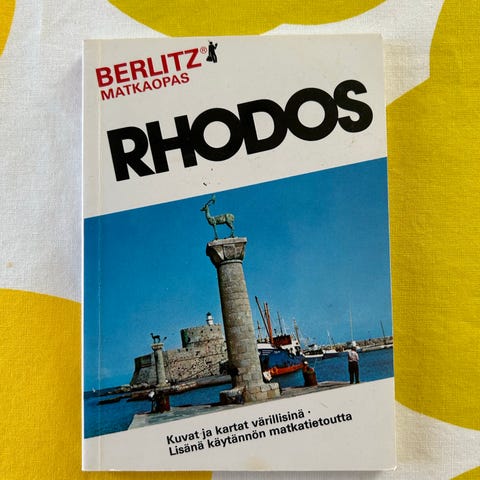 BERLITZ®
MATKAOPAS
RHODOS
Kuvat ja kartat värillisinä •
Lisänä käytännön matkatietoutta